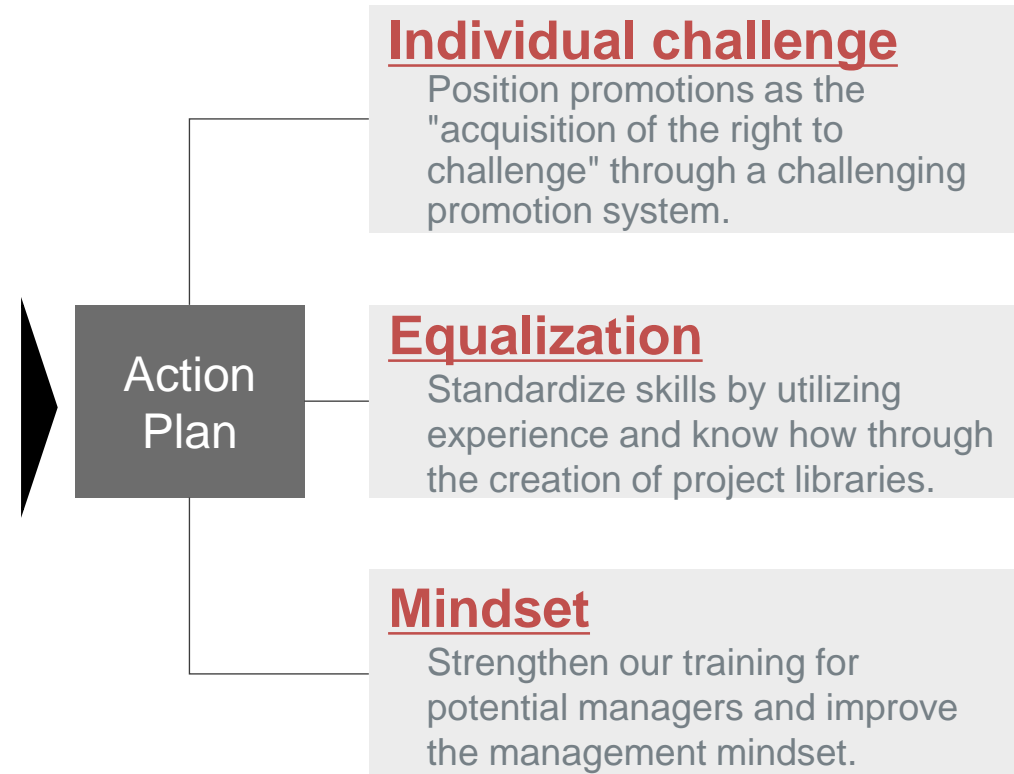 Individual challenge
Position promotions as the
"acquisition of the right to
challenge" through a challenging
promotion system.
Action
Plan
Equalization
Standardize skills by utilizing
experience and know how through
the creation of project libraries.
Mindset
Strengthen our training for
potential managers and improve
the management mindset.